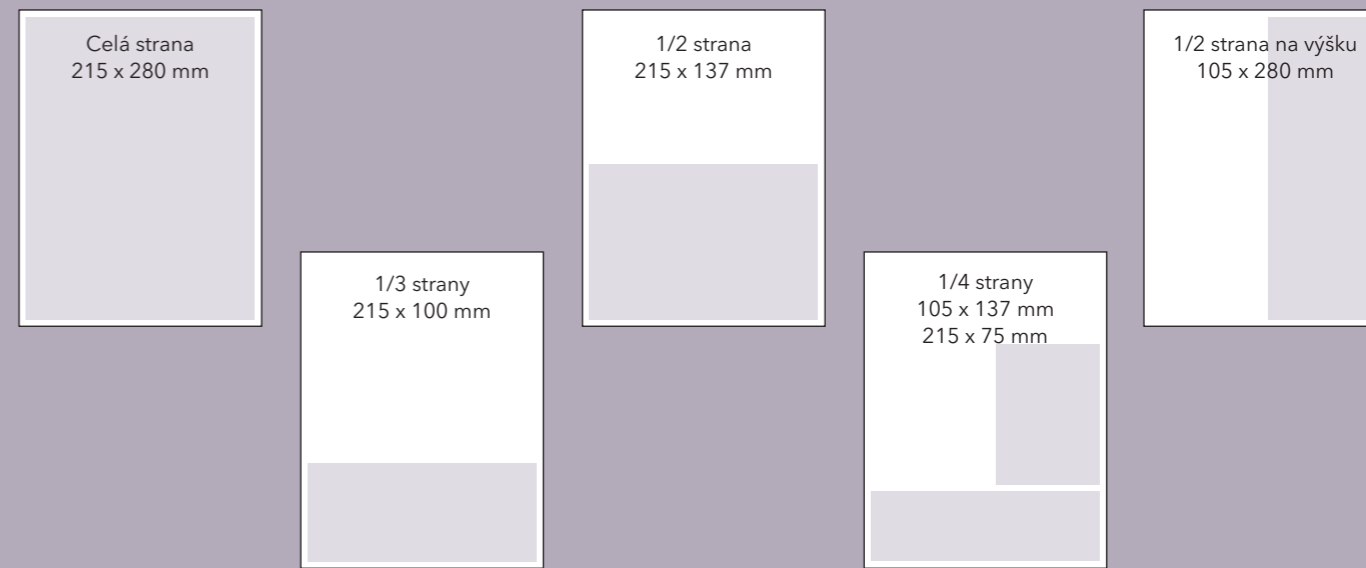 Celá strana
215 x 280 mm
1/2 strana
215 x 137 mm
1/2 strana na výšku
105 x 280 mm
1/3 strany
215 x 100 mm
1/4 strany
105 x 137 mm
215 x 75 mm